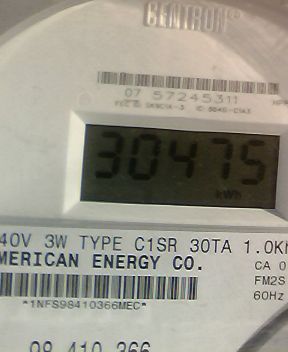 CENTRON®
07 57245311
30475
kWh
40V 3W TYPE C1SR 30TA 1.0K
MERICAN ENERGY CO.
CA 0
FM2S
60Hz
*1NFS98410366MEC*
98 410 366